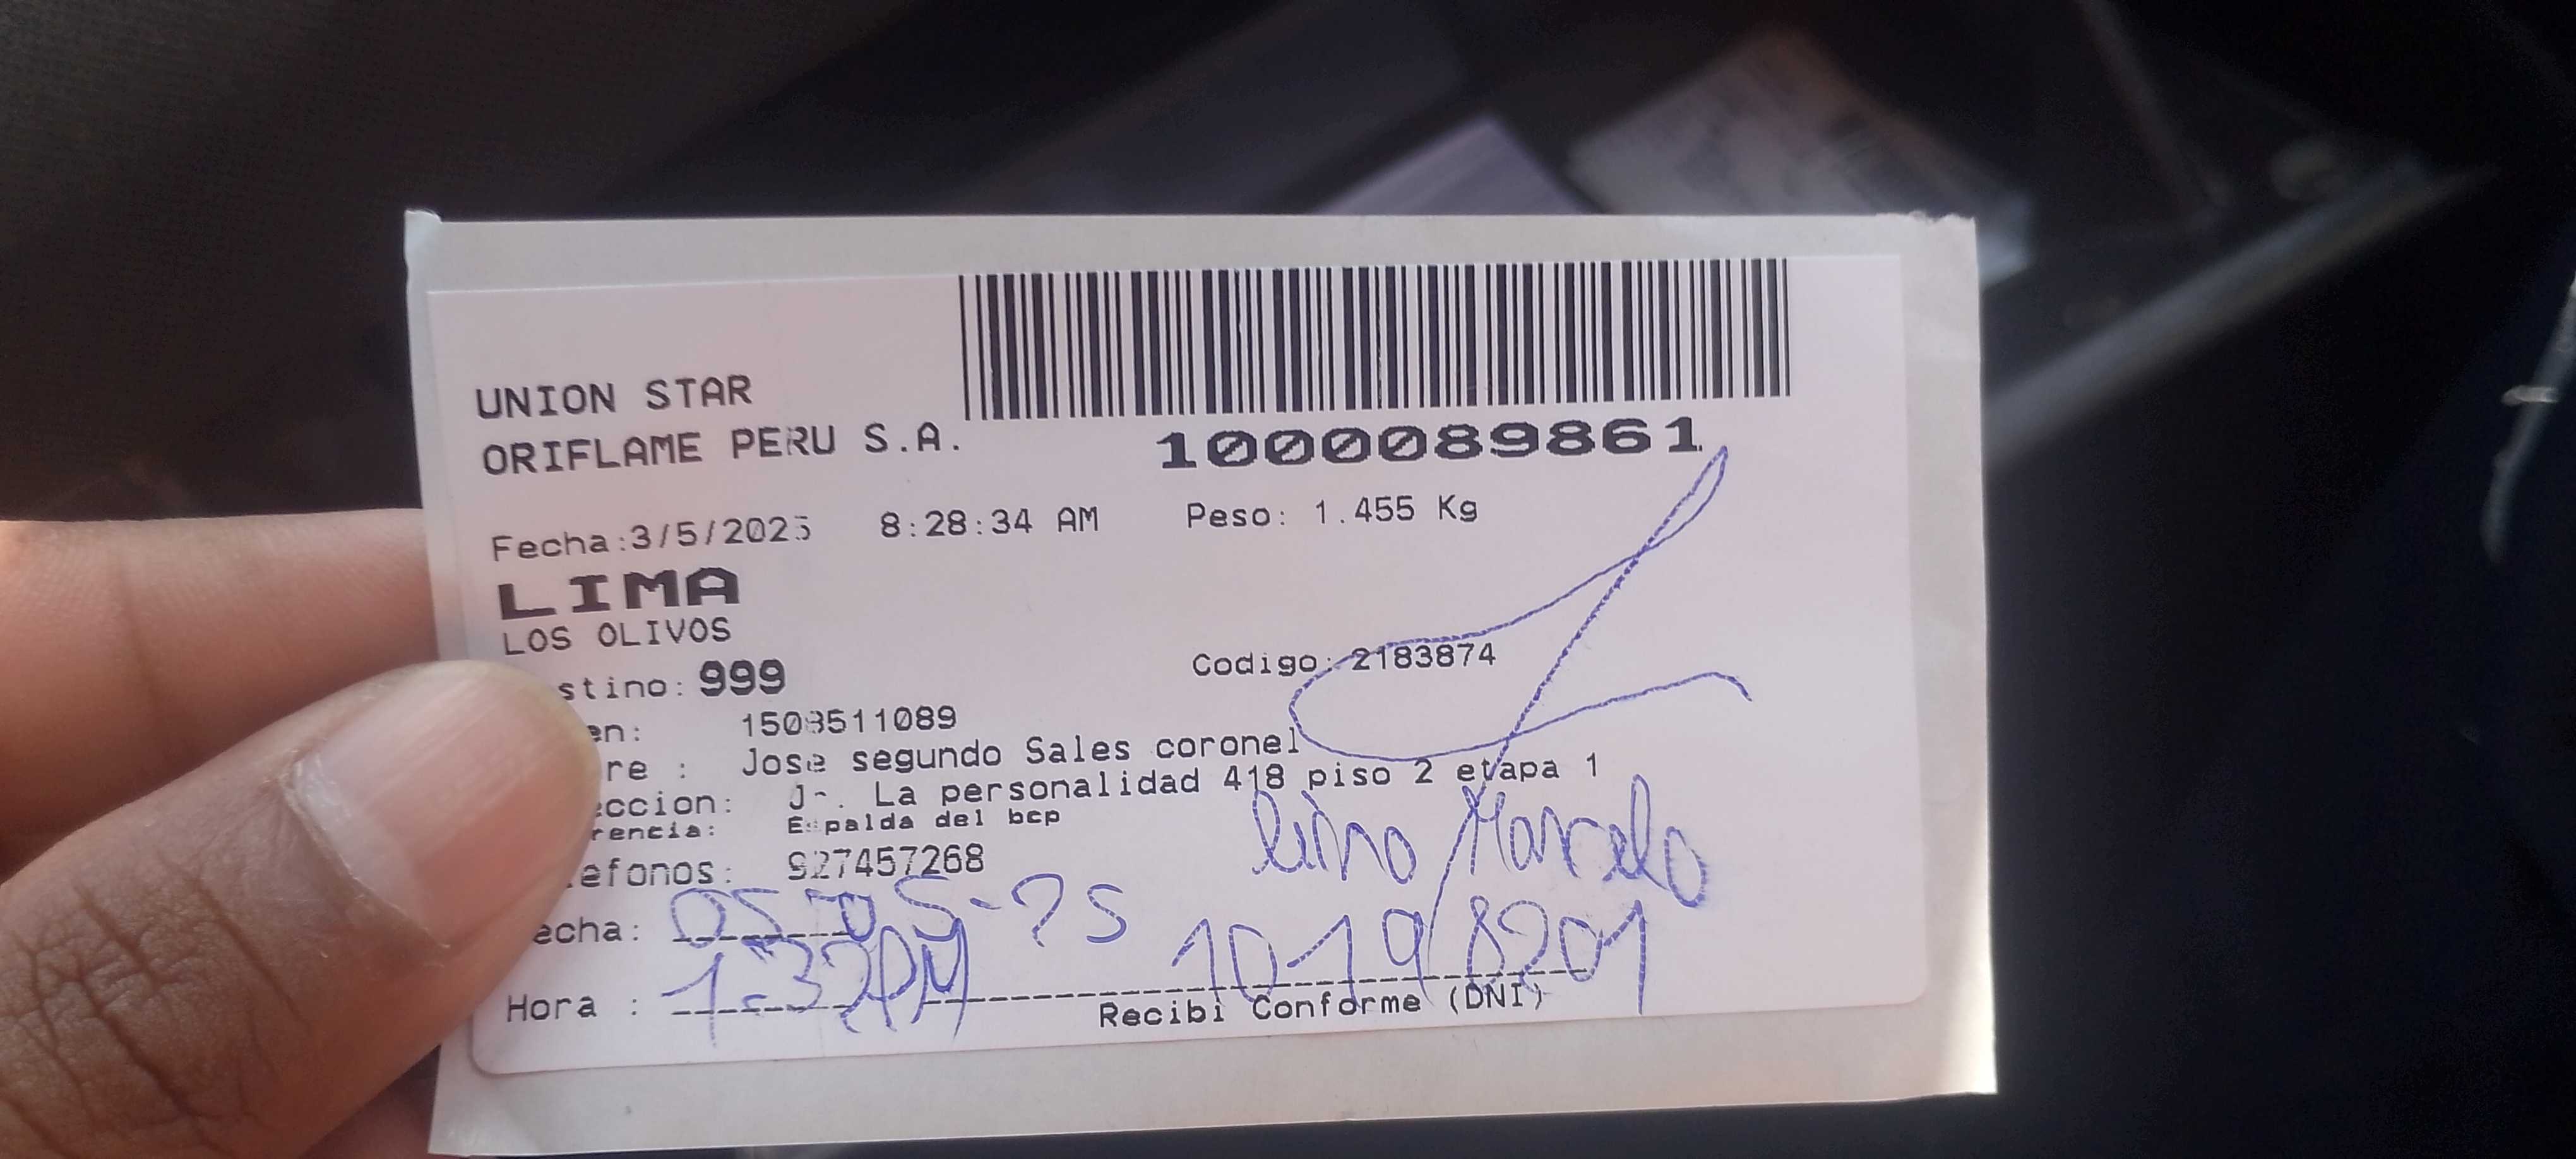 UNION STAR
ORIFLAME PERU S.A.
1000089861
Fecha:3/5/2025 8:28:34 AM Peso: 1.455 Kg
LIMA
LOS OLIVOS
stino: 999 Codigo: 2183874
en: 1503511089
re : Jose segundo Sales coronel
eccion: Jr. La personalidad 418 piso 2 etapa 1
rencia: Espalda del bcp
efonos: 927457268
Marcelo
echa: 05-05-25
10198201
Hora : 1:32PM
Recibi Conforme (DNI)